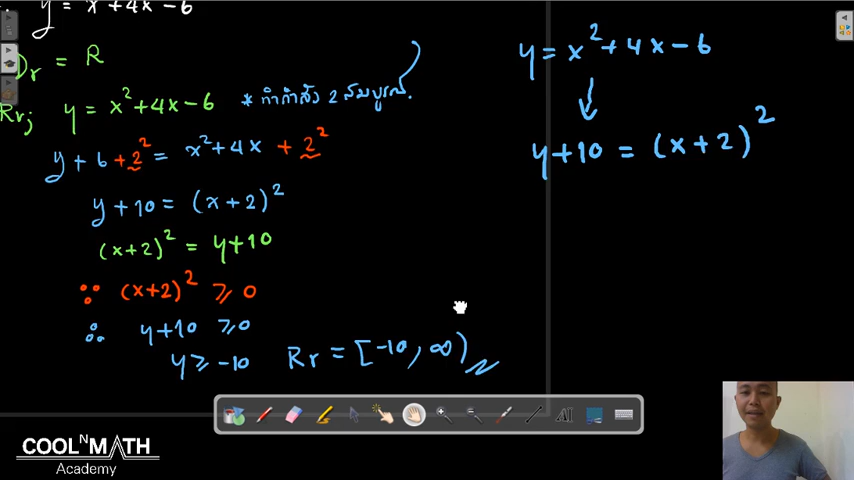 y = x² + 4x - 6
Dr = R
Rr; y = x² + 4x - 6 * ทำกำลัง 2 สมบูรณ์.
y + 6 + 2² = x² + 4x + 2²
y + 10 = (x + 2)²
(x + 2)² = y + 10
∵ (x + 2)² ≥ 0
∴ y + 10 ≥ 0
y ≥ -10 Rr = [-10, ∞)
y = x² + 4x - 6
y + 10 = (x + 2)²
AI
COOL N MATH
Academy